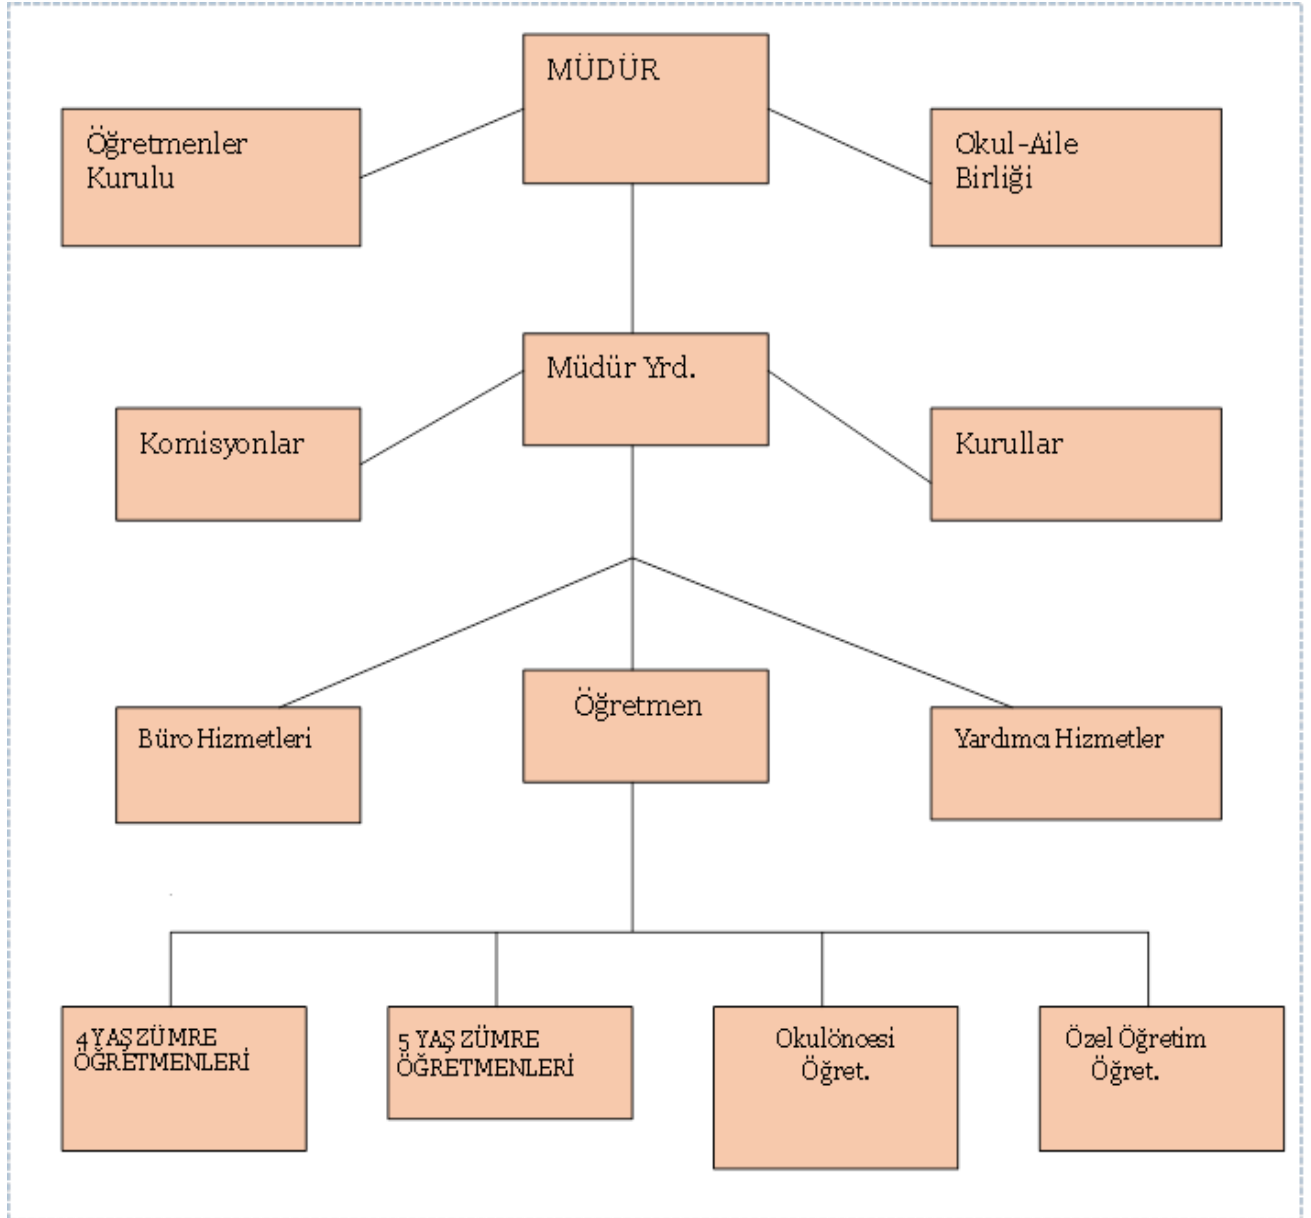 MÜDÜR
Öğretmenler
Kurulu
Okul-Aile
Birliği
Müdür Yrd.
Komisyonlar
Kurullar
Öğretmen
Büro Hizmetleri
Yardımcı Hizmetler
4 YAŞ ZÜMRE
ÖĞRETMENLERİ
5 YAŞ ZÜMRE
ÖĞRETMENLERİ
Okulöncesi
Öğret.
Özel Öğretim
Öğret.